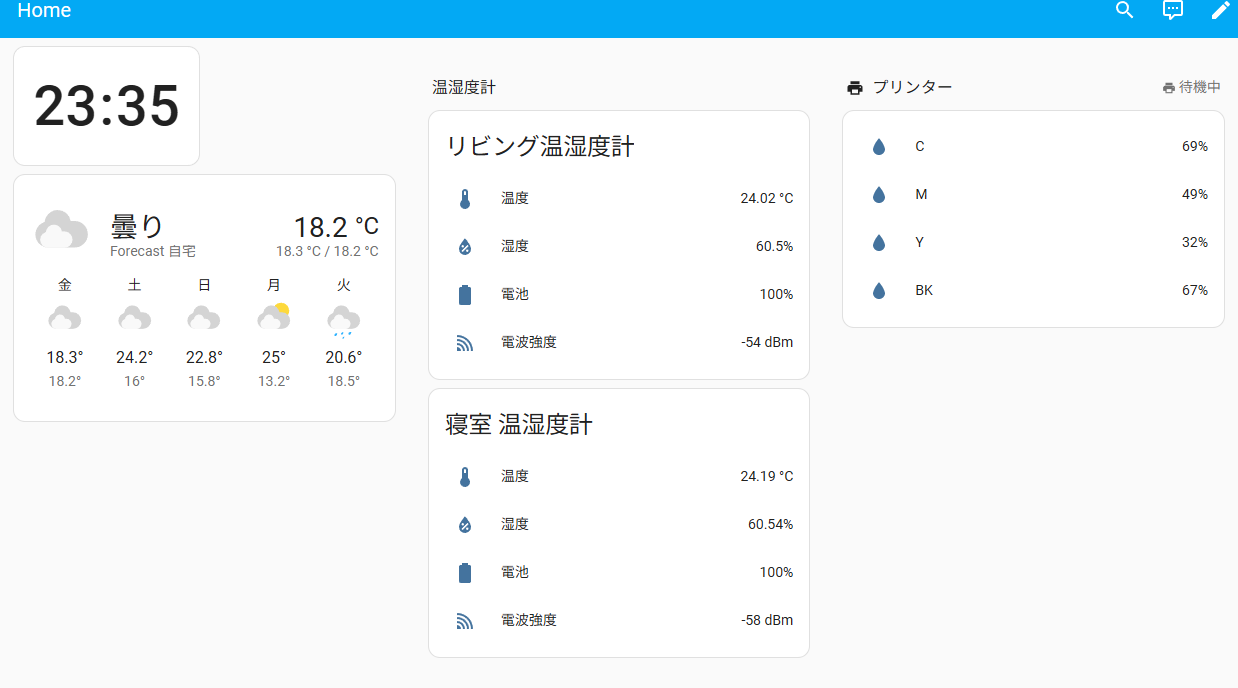 Home
23:35
曇り 18.2 °C
Forecast 自宅 18.3 °C / 18.2 °C
金 土 日 月 火
18.3° 24.2° 22.8° 25° 20.6°
18.2° 16° 15.8° 13.2° 18.5°
温湿度計
リビング温湿度計
温度 24.02 °C
湿度 60.5%
電池 100%
電波強度 -54 dBm
寝室 温湿度計
温度 24.19 °C
湿度 60.54%
電池 100%
電波強度 -58 dBm
プリンター 待機中
C 69%
M 49%
Y 32%
BK 67%